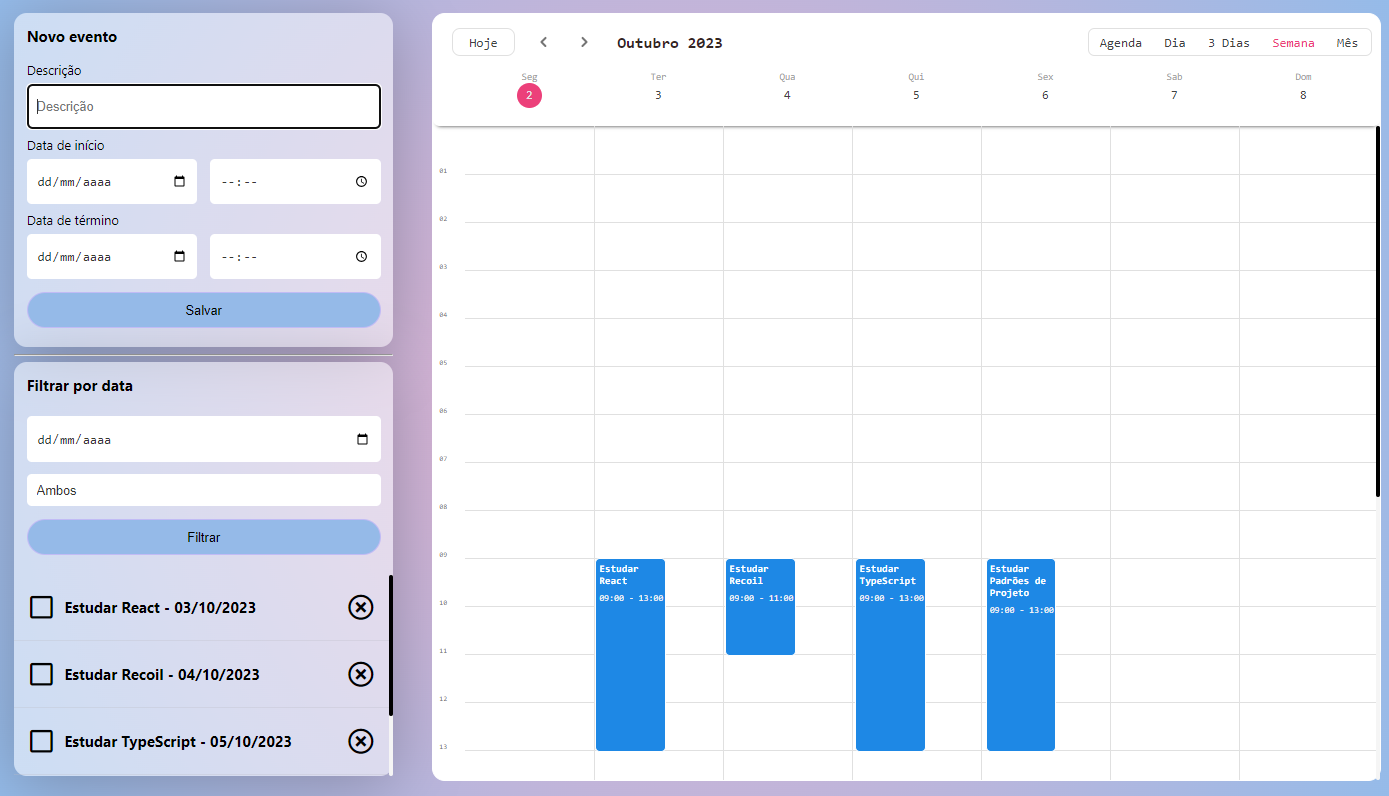 Novo evento
Descrição
Descrição
Data de início
dd/mm/aaaa
--:--
Data de término
dd/mm/aaaa
--:--
Salvar
Filtrar por data
dd/mm/aaaa
Ambos
Filtrar
Estudar React - 03/10/2023
Estudar Recoil - 04/10/2023
Estudar TypeScript - 05/10/2023
Hoje
Outubro 2023
Agenda Dia 3 Dias Semana Mês
Seg Ter Qua Qui Sex Sab Dom
2 3 4 5 6 7 8
01
02
03
04
05
06
07
08
09
10
11
12
13
Estudar
React
09:00 - 13:00
Estudar
Recoil
09:00 - 11:00
Estudar
TypeScript
09:00 - 13:00
Estudar
Padrões de
Projeto
09:00 - 13:00